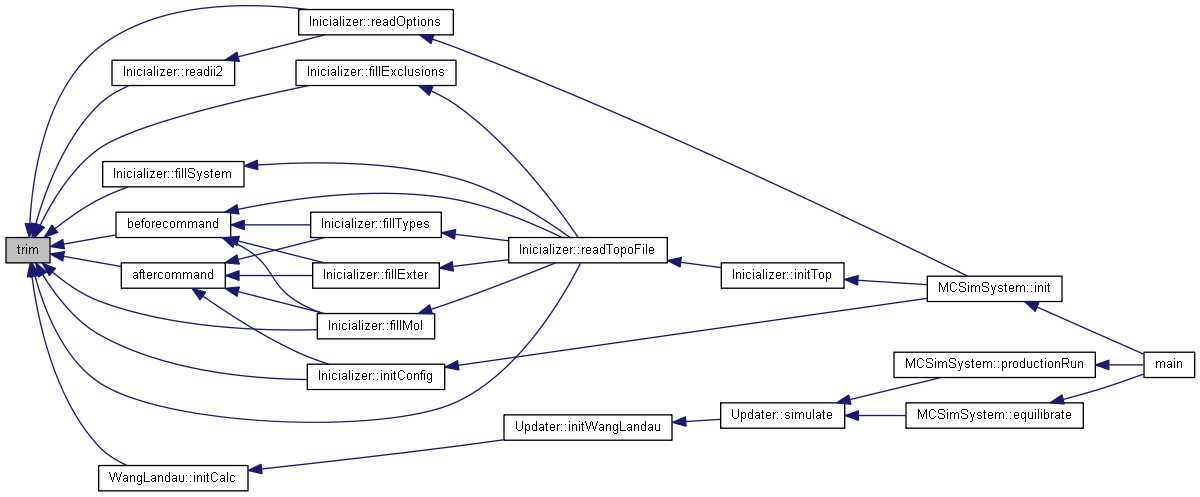 Inicializer::readOptions
Inicializer::readii2
Inicializer::fillExclusions
Inicializer::fillSystem
beforecommand
Inicializer::fillTypes
trim
Inicializer::readTopoFile
aftercommand
Inicializer::fillExter
Inicializer::initTop
MCSimSystem::init
Inicializer::fillMol
Inicializer::initConfig
MCSimSystem::productionRun
main
Updater::simulate
MCSimSystem::equilibrate
Updater::initWangLandau
WangLandau::initCalc